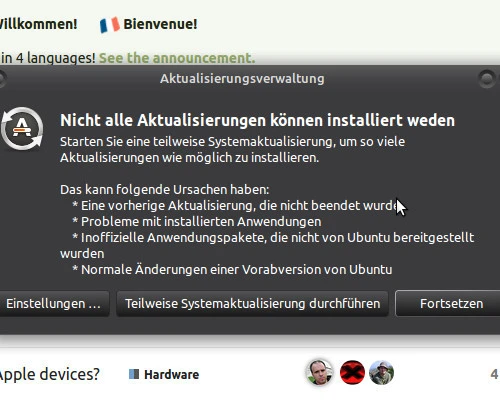 Willkommen! Bienvenue!
in 4 languages! See the announcement.
Aktualisierungsverwaltung
Nicht alle Aktualisierungen können installiert weden
Starten Sie eine teilweise Systemaktualisierung, um so viele
Aktualisierungen wie möglich zu installieren.
Das kann folgende Ursachen haben:
* Eine vorherige Aktualisierung, die nicht beendet wurde
* Probleme mit installierten Anwendungen
* Inoffizielle Anwendungspakete, die nicht von Ubuntu bereitgestellt
wurden
* Normale Änderungen einer Vorabversion von Ubuntu
Einstellungen ... Teilweise Systemaktualisierung durchführen Fortsetzen
Apple devices? Hardware 4